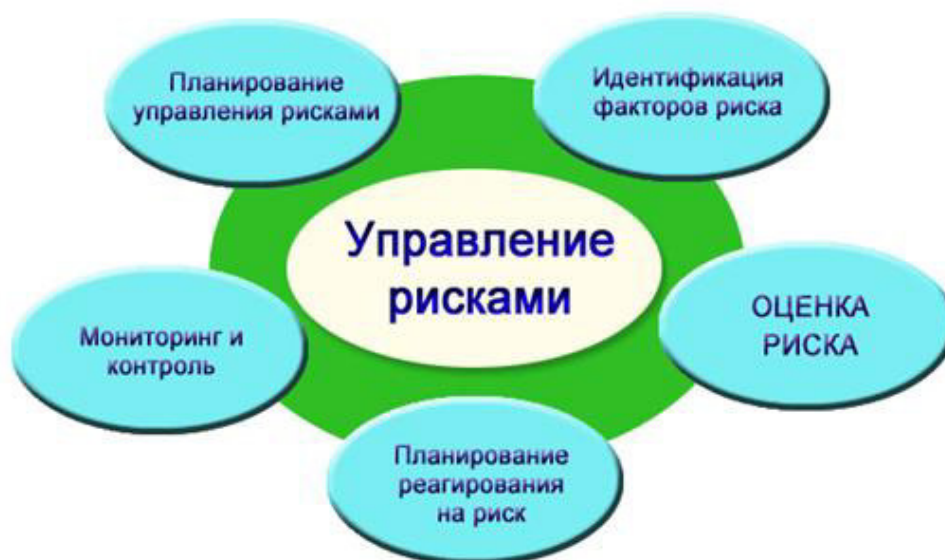 Планирование
управления рисками
Идентификация
факторов риска
Управление
рисками
ОЦЕНКА
РИСКА
Мониторинг и
контроль
Планирование
реагирования
на риск